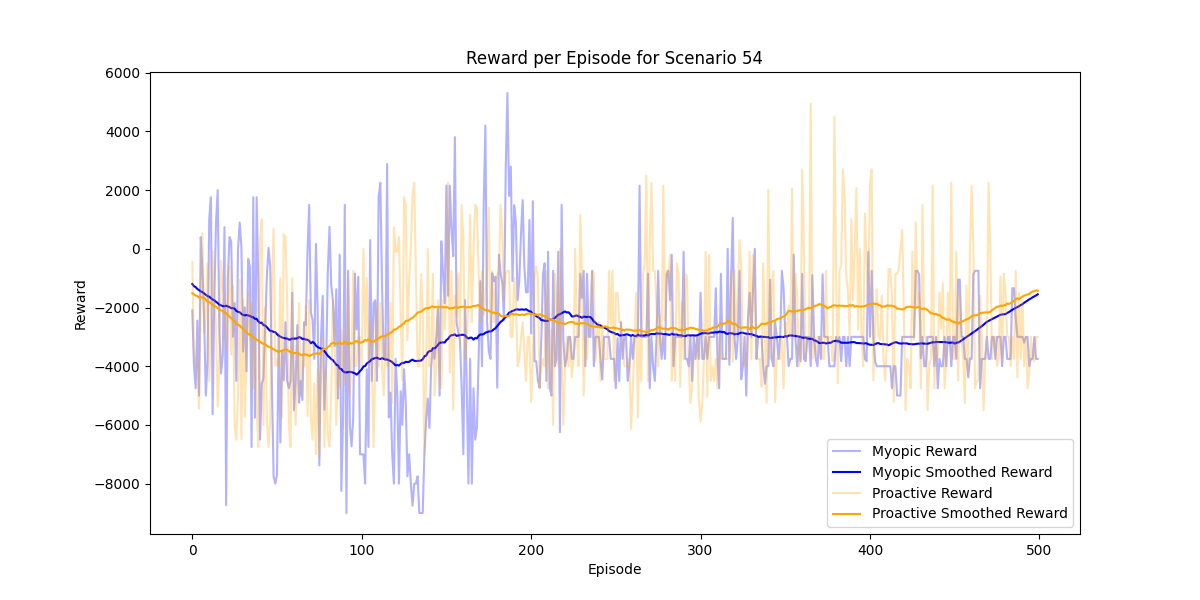 Reward per Episode for Scenario 54
6000
4000
2000
0
−2000
−4000
−6000
−8000
Reward
0 100 200 300 400 500
Episode
Myopic Reward
Myopic Smoothed Reward
Proactive Reward
Proactive Smoothed Reward